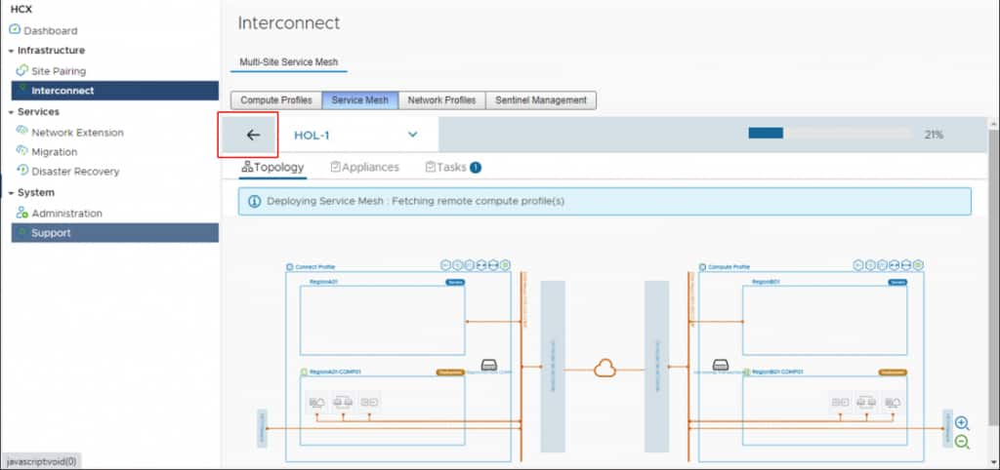 HCX
Dashboard
Infrastructure
Site Pairing
Interconnect
Services
Network Extension
Migration
Disaster Recovery
System
Administration
Support
javascript:void(0)
Interconnect
Multi-Site Service Mesh
Compute Profiles
Service Mesh
Network Profiles
Sentinel Management
HOL-1
21%
Topology
Appliances
Tasks 1
Deploying Service Mesh : Fetching remote compute profile(s)
Connect Profile
RegionA01
Service
RegionA01-COMP01
Deployment
Compute Profile
RegionB01
Service
RegionB01-COMP01
Deployment